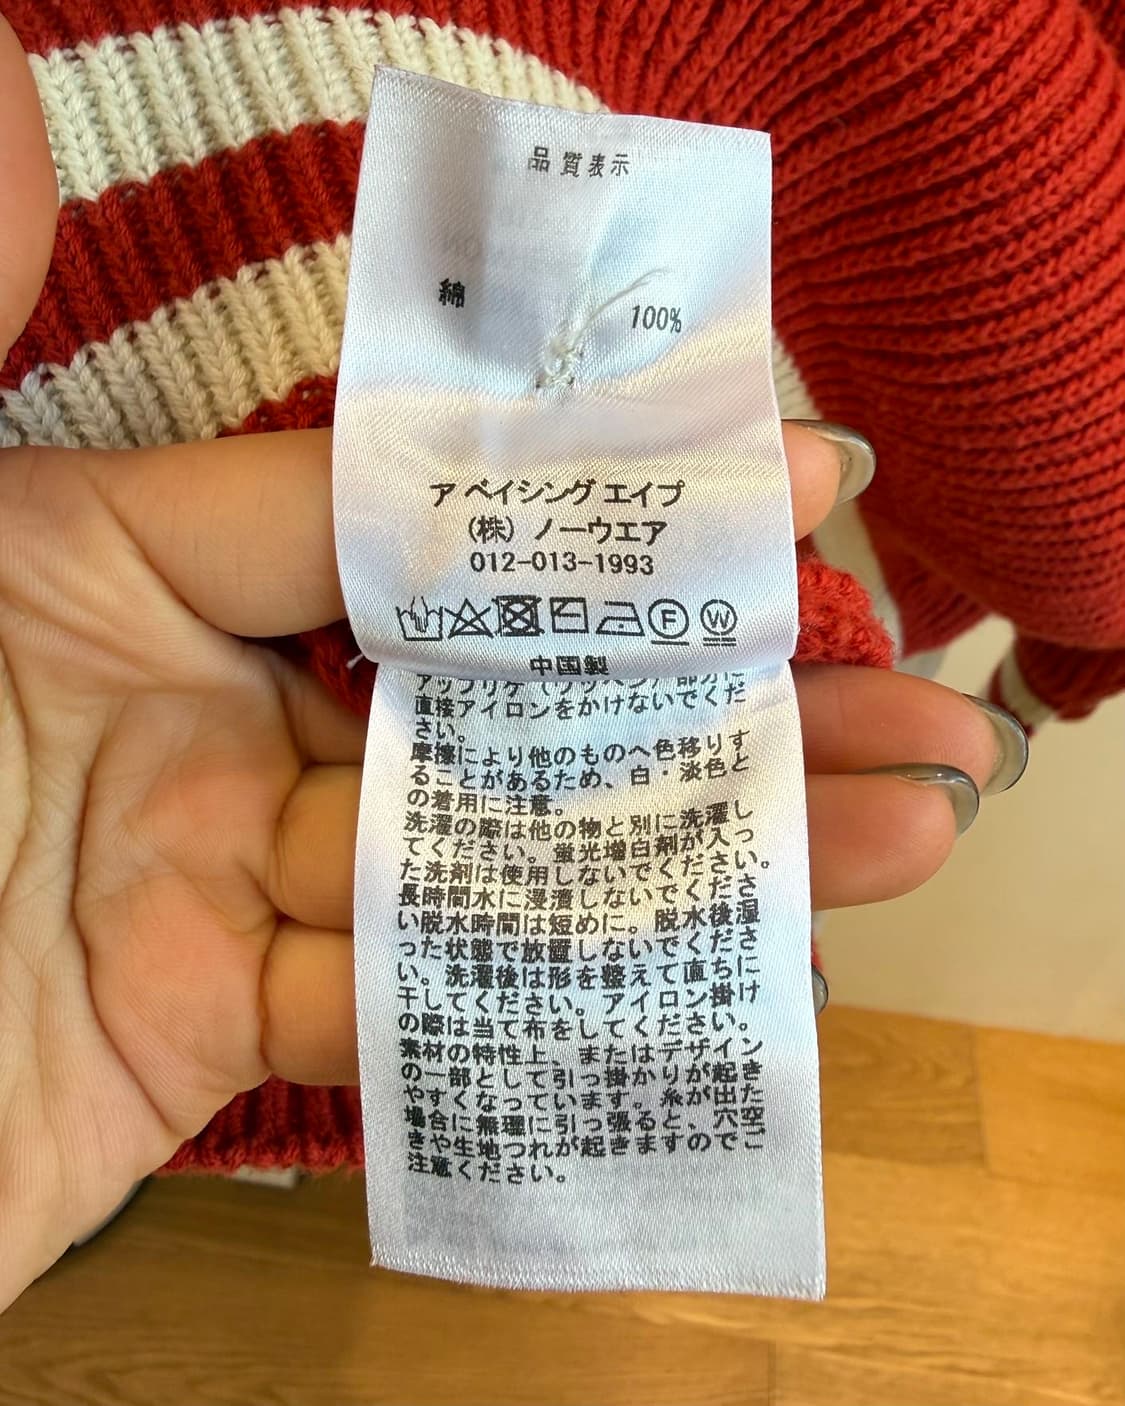 品質表示
綿 100%
アベイシングエイプ
(株) ノーウエア
012-013-1993
F W
中国製
直接アイロンをかけないでくだ
さい。
摩擦により他のものへ色移りす
ることがあるため、白・淡色と
の着用に注意。
洗濯の際は他の物と別に洗濯し
てください。蛍光増白剤が入っ
た洗剤は使用しないでください。
長時間水に浸漬しないでくださ
い脱水時間は短めに。脱水後湿
った状態で放置しないでくださ
い。洗濯後は形を整えて直ちに
干してください。アイロン掛け
の際は当て布をしてください。
素材の特性上、またはデザイン
の一部として引っ掛かりが起き
やすくなっています。糸が出た
場合に無理に引っ張ると、穴空
きや生地つれが起きますのでご
注意ください。